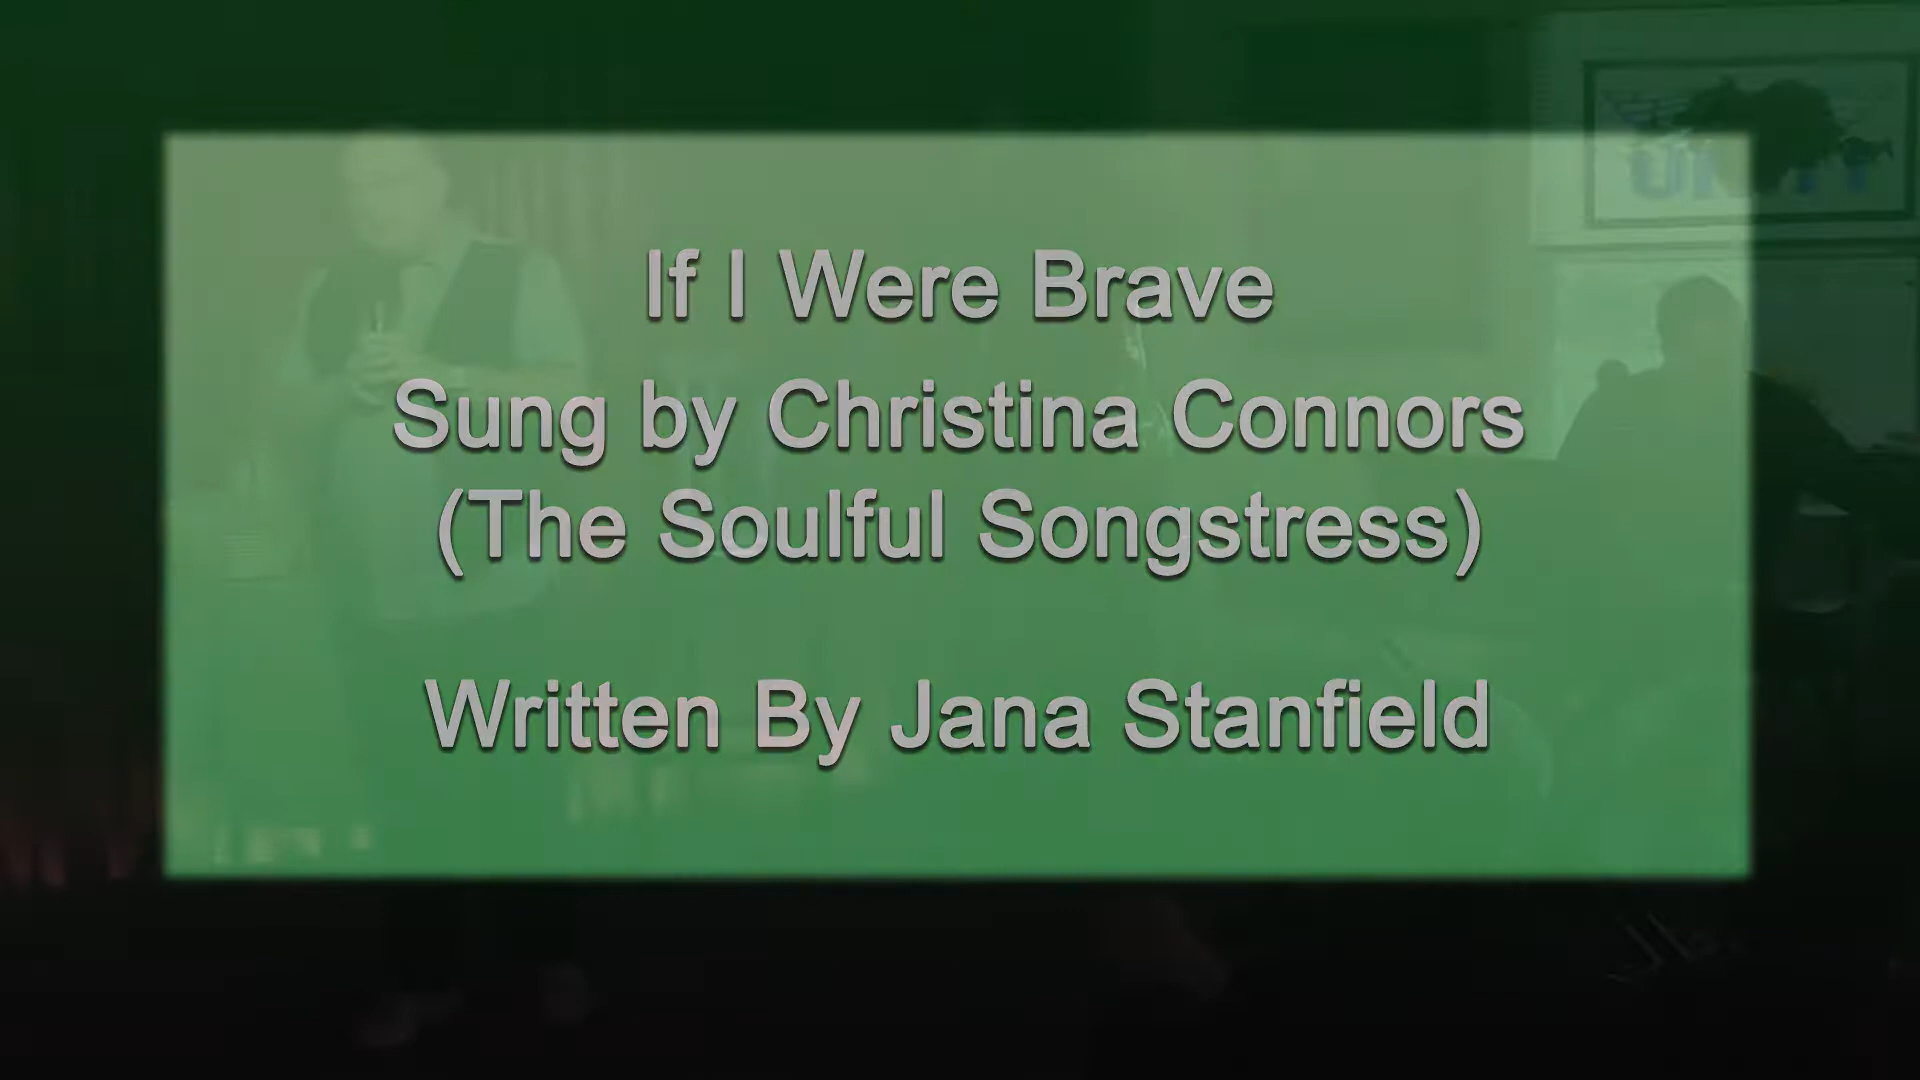 If I Were Brave
Sung by Christina Connors
(The Soulful Songstress)
Written By Jana Stanfield